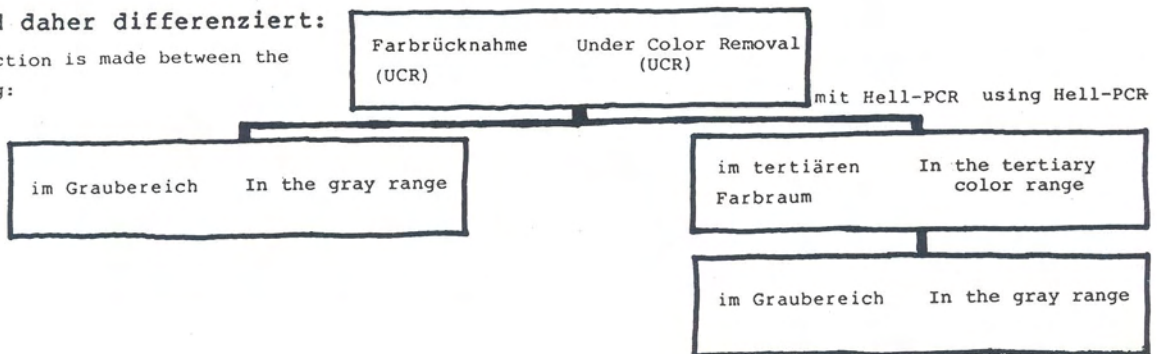 daher differenziert:
is made between the
Farbrücknahme Under Color Removal
(UCR) (UCR)
mit Hell-PCR using Hell-PCR
im Graubereich In the gray range
im tertiären In the tertiary
Farbraum color range
im Graubereich In the gray range